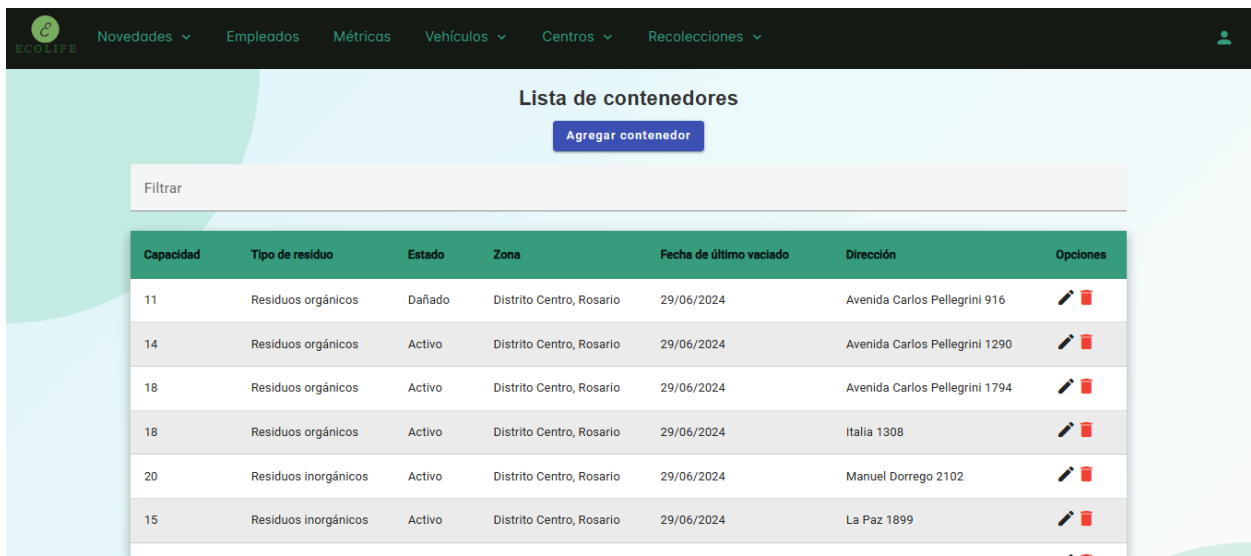 ℰ
ECOLIFE
Novedades Empleados Métricas Vehículos Centros Recolecciones
Lista de contenedores
Agregar contenedor
Filtrar
Capacidad Tipo de residuo Estado Zona Fecha de último vaciado Dirección Opciones
11 Residuos orgánicos Dañado Distrito Centro, Rosario 29/06/2024 Avenida Carlos Pellegrini 916
14 Residuos orgánicos Activo Distrito Centro, Rosario 29/06/2024 Avenida Carlos Pellegrini 1290
18 Residuos orgánicos Activo Distrito Centro, Rosario 29/06/2024 Avenida Carlos Pellegrini 1794
18 Residuos orgánicos Activo Distrito Centro, Rosario 29/06/2024 Italia 1308
20 Residuos inorgánicos Activo Distrito Centro, Rosario 29/06/2024 Manuel Dorrego 2102
15 Residuos inorgánicos Activo Distrito Centro, Rosario 29/06/2024 La Paz 1899